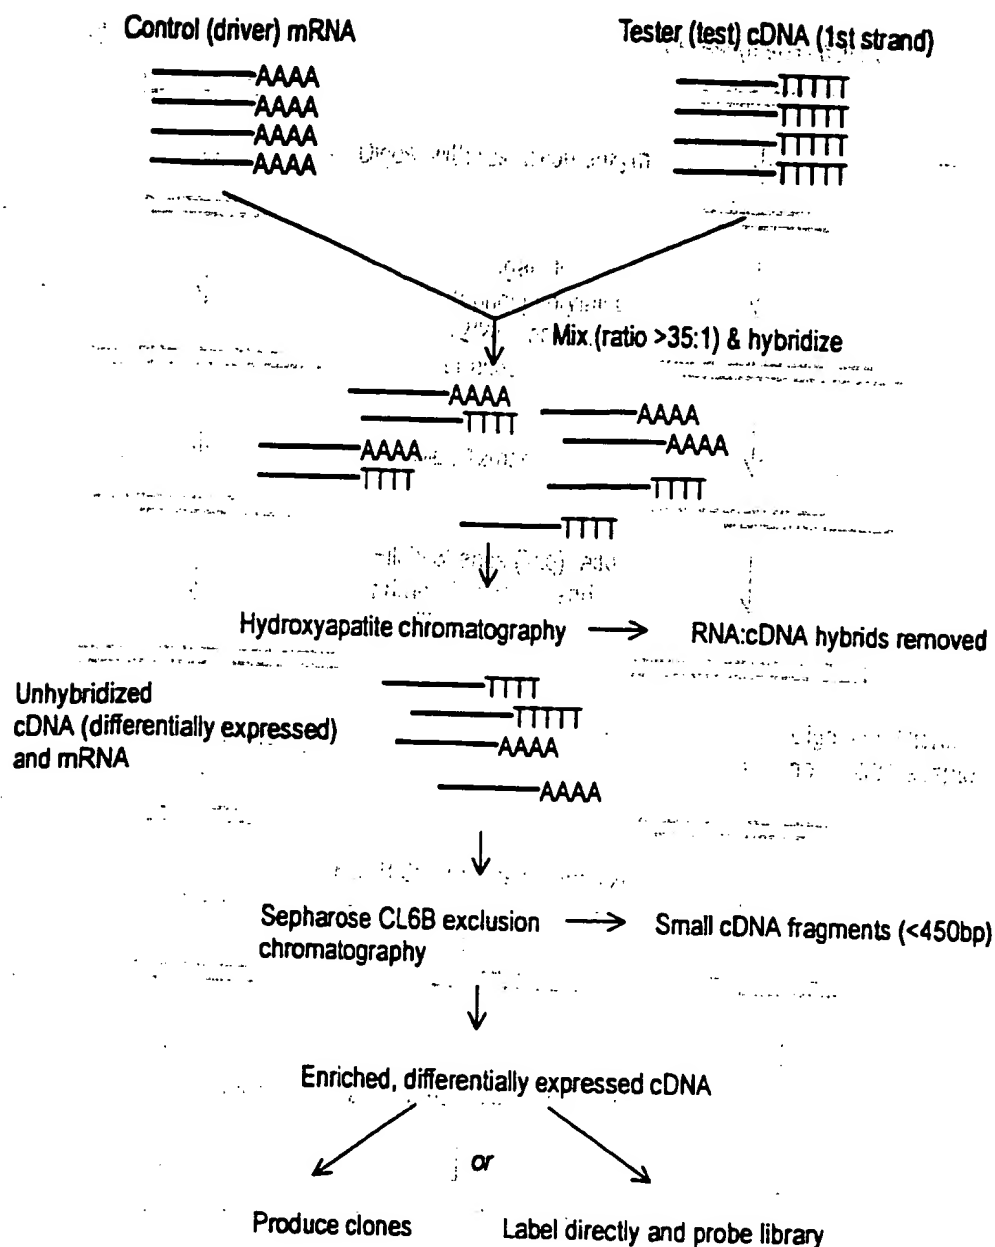 Control (driver) mRNA
Tester (test) cDNA (1st strand)
AAAA
AAAA
AAAA
AAAA
TTTTT
TTTTT
TTTTT
TTTTT
Mix.(ratio >35:1) & hybridize
AAAA
TTTT
AAAA
TTTT
AAAA
AAAA
TTTT
TTTT
Hydroxyapatite chromatography
RNA:cDNA hybrids removed
Unhybridized
cDNA (differentially expressed)
and mRNA
TTTT
TTTTT
AAAA
AAAA
Sepharose CL6B exclusion
chromatography
Small cDNA fragments (<450bp)
Enriched, differentially expressed cDNA
or
Produce clones
Label directly and probe library